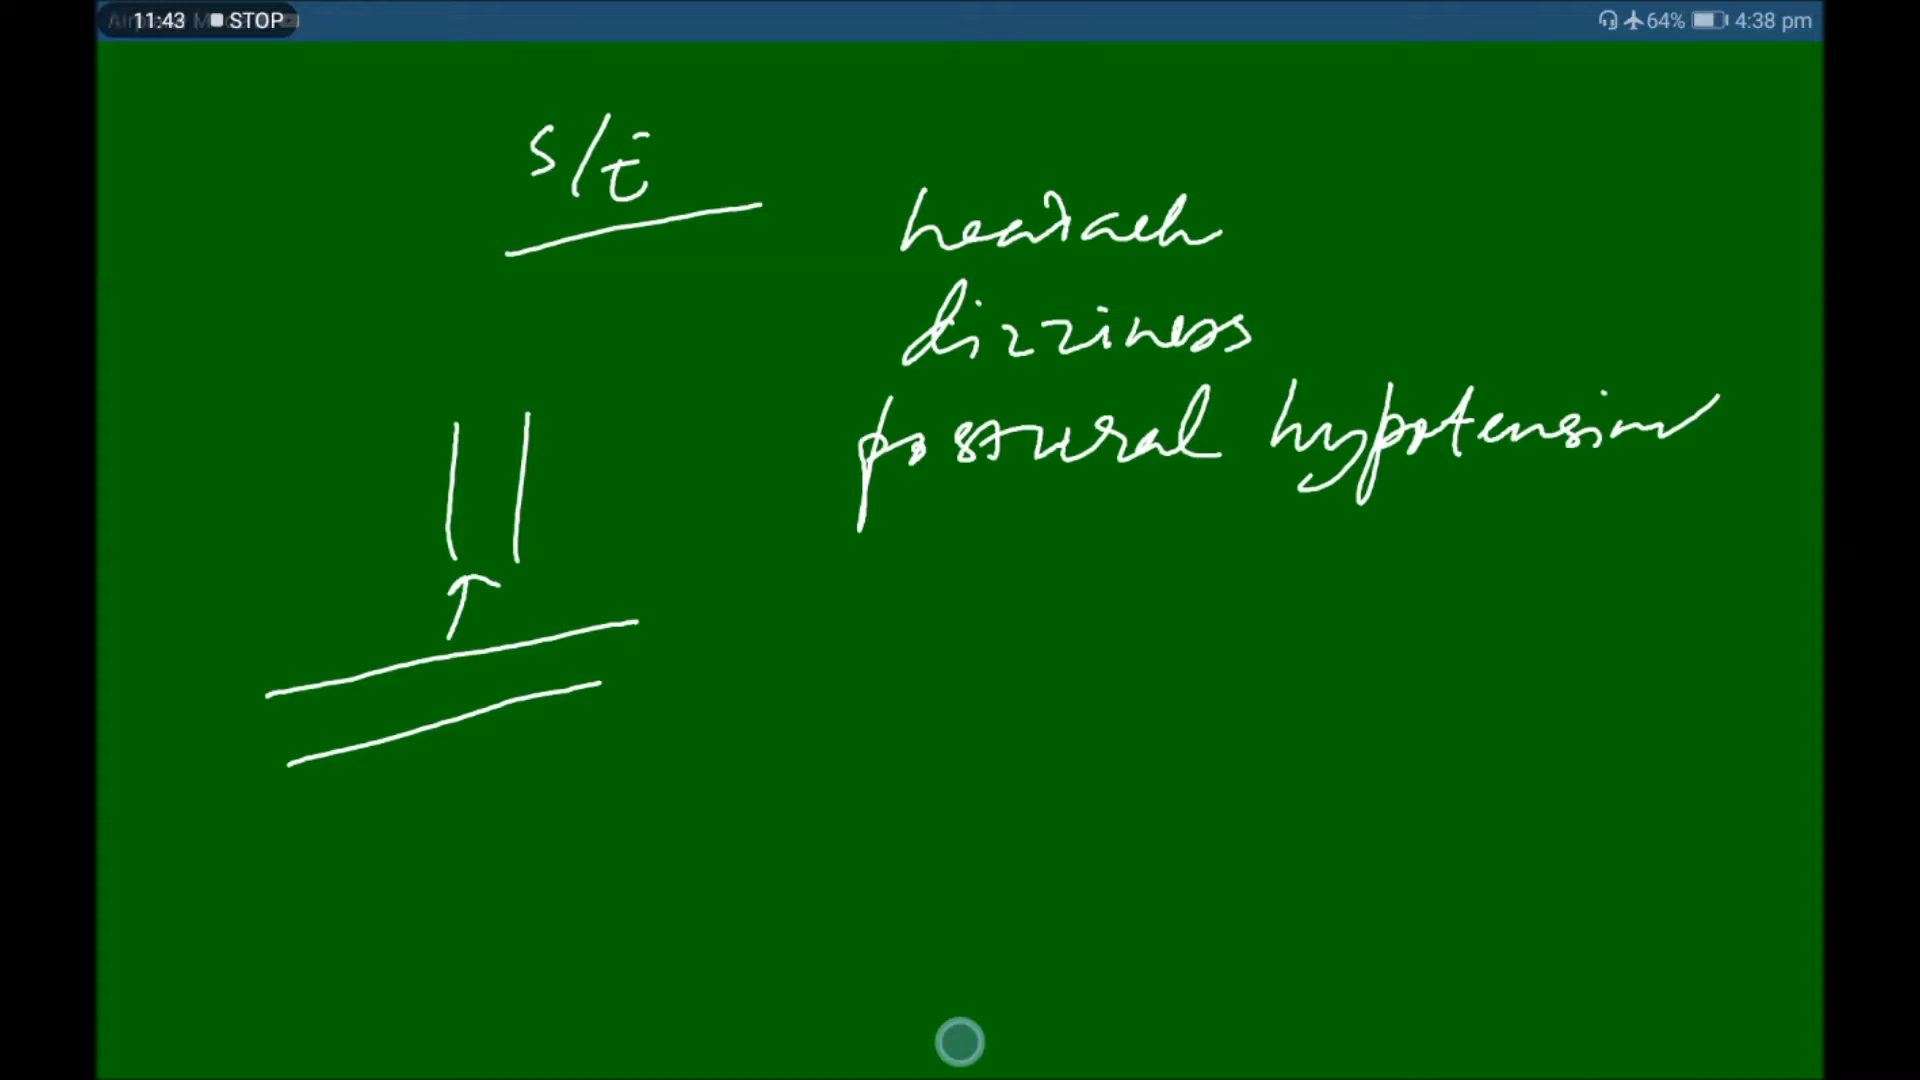 11:43 STOP 64% 4:38 pm
S/E
headach
dizziness
postural hypotension